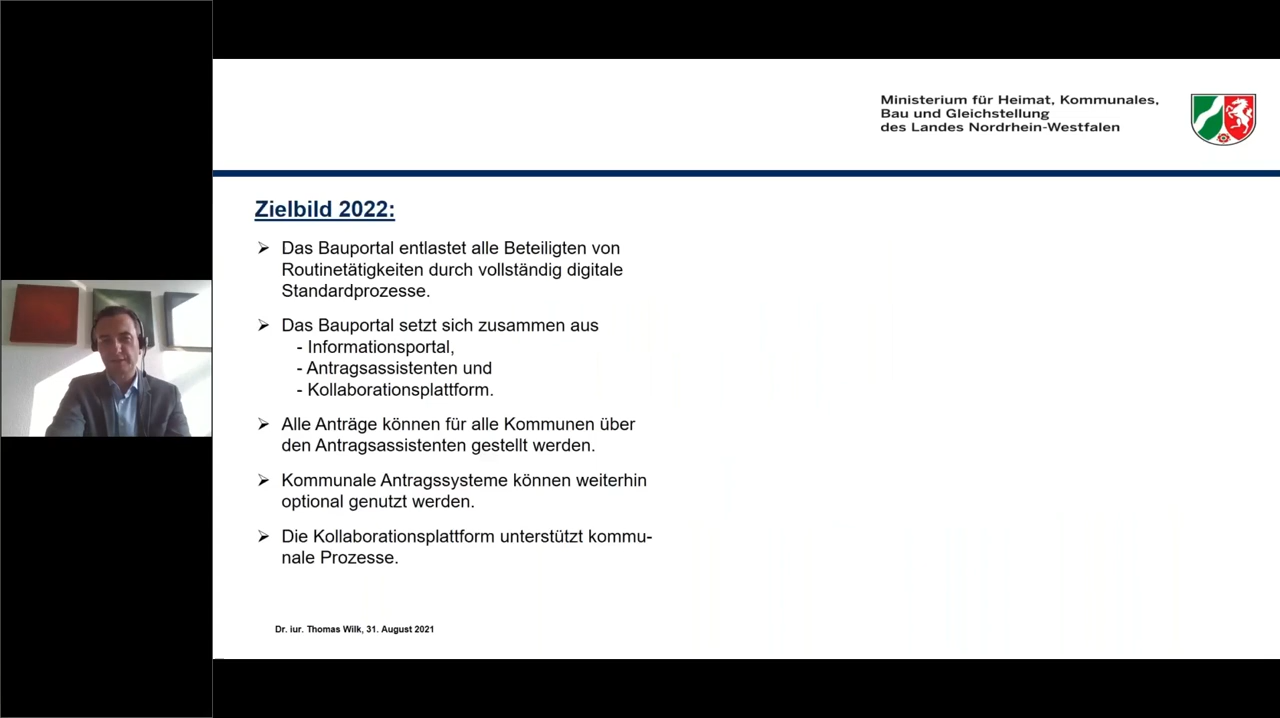 Ministerium für Heimat, Kommunales,
Bau und Gleichstellung
des Landes Nordrhein-Westfalen
Zielbild 2022:
➢ Das Bauportal entlastet alle Beteiligten von
Routinetätigkeiten durch vollständig digitale
Standardprozesse.
➢ Das Bauportal setzt sich zusammen aus
- Informationsportal,
- Antragsassistenten und
- Kollaborationsplattform.
➢ Alle Anträge können für alle Kommunen über
den Antragsassistenten gestellt werden.
➢ Kommunale Antragssysteme können weiterhin
optional genutzt werden.
➢ Die Kollaborationsplattform unterstützt kommu-
nale Prozesse.
Dr. iur. Thomas Wilk, 31. August 2021